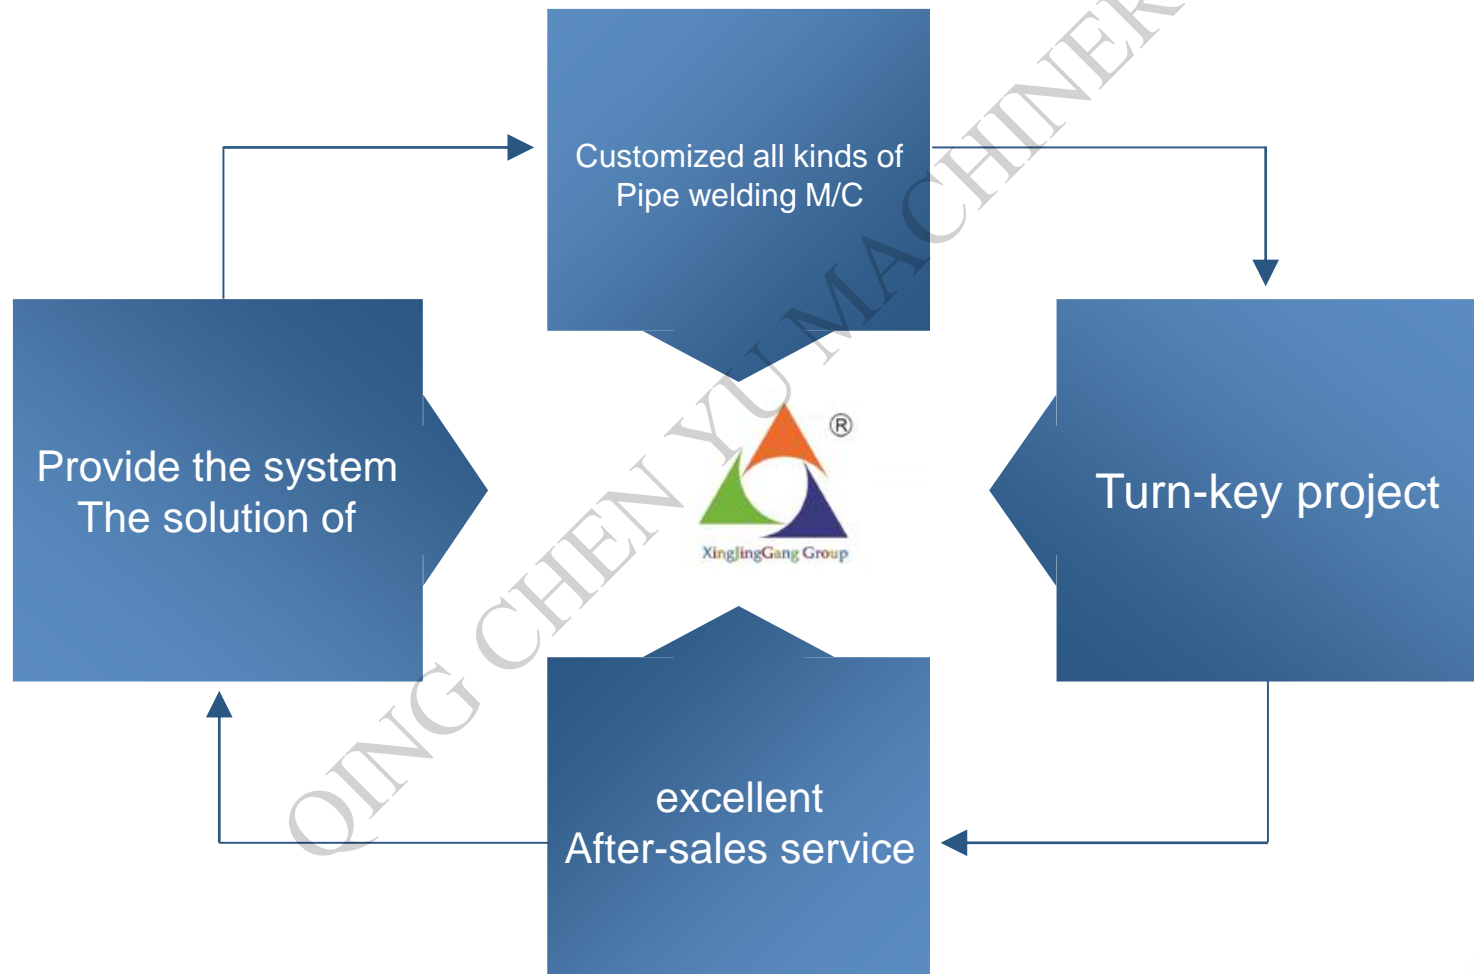 Customized all kinds of
Pipe welding M/C
Provide the system
The solution of
®
XingJingGang Group
Turn-key project
excellent
After-sales service
QING CHEN YU MACHINER